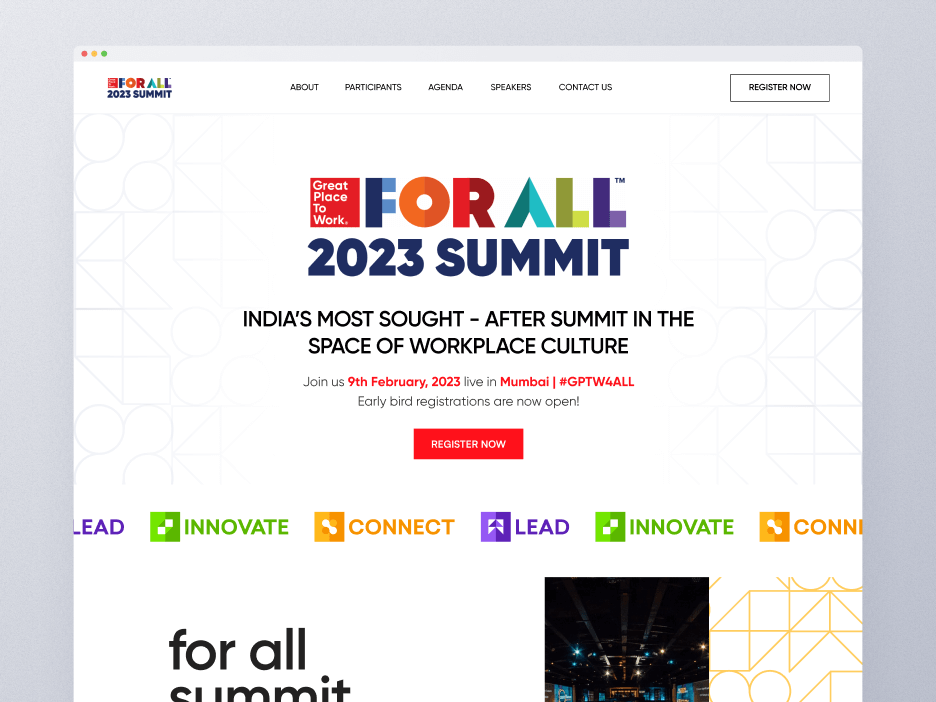 FOR ALL
2023 SUMMIT
ABOUT
PARTICIPANTS
AGENDA
SPEAKERS
CONTACT US
REGISTER NOW
Great
Place
To
Work®
FOR ALL™
2023 SUMMIT
INDIA’S MOST SOUGHT - AFTER SUMMIT IN THE
SPACE OF WORKPLACE CULTURE
Join us 9th February, 2023 live in Mumbai | #GPTW4ALL
Early bird registrations are now open!
REGISTER NOW
LEAD INNOVATE CONNECT LEAD INNOVATE CONNE
for all
summit